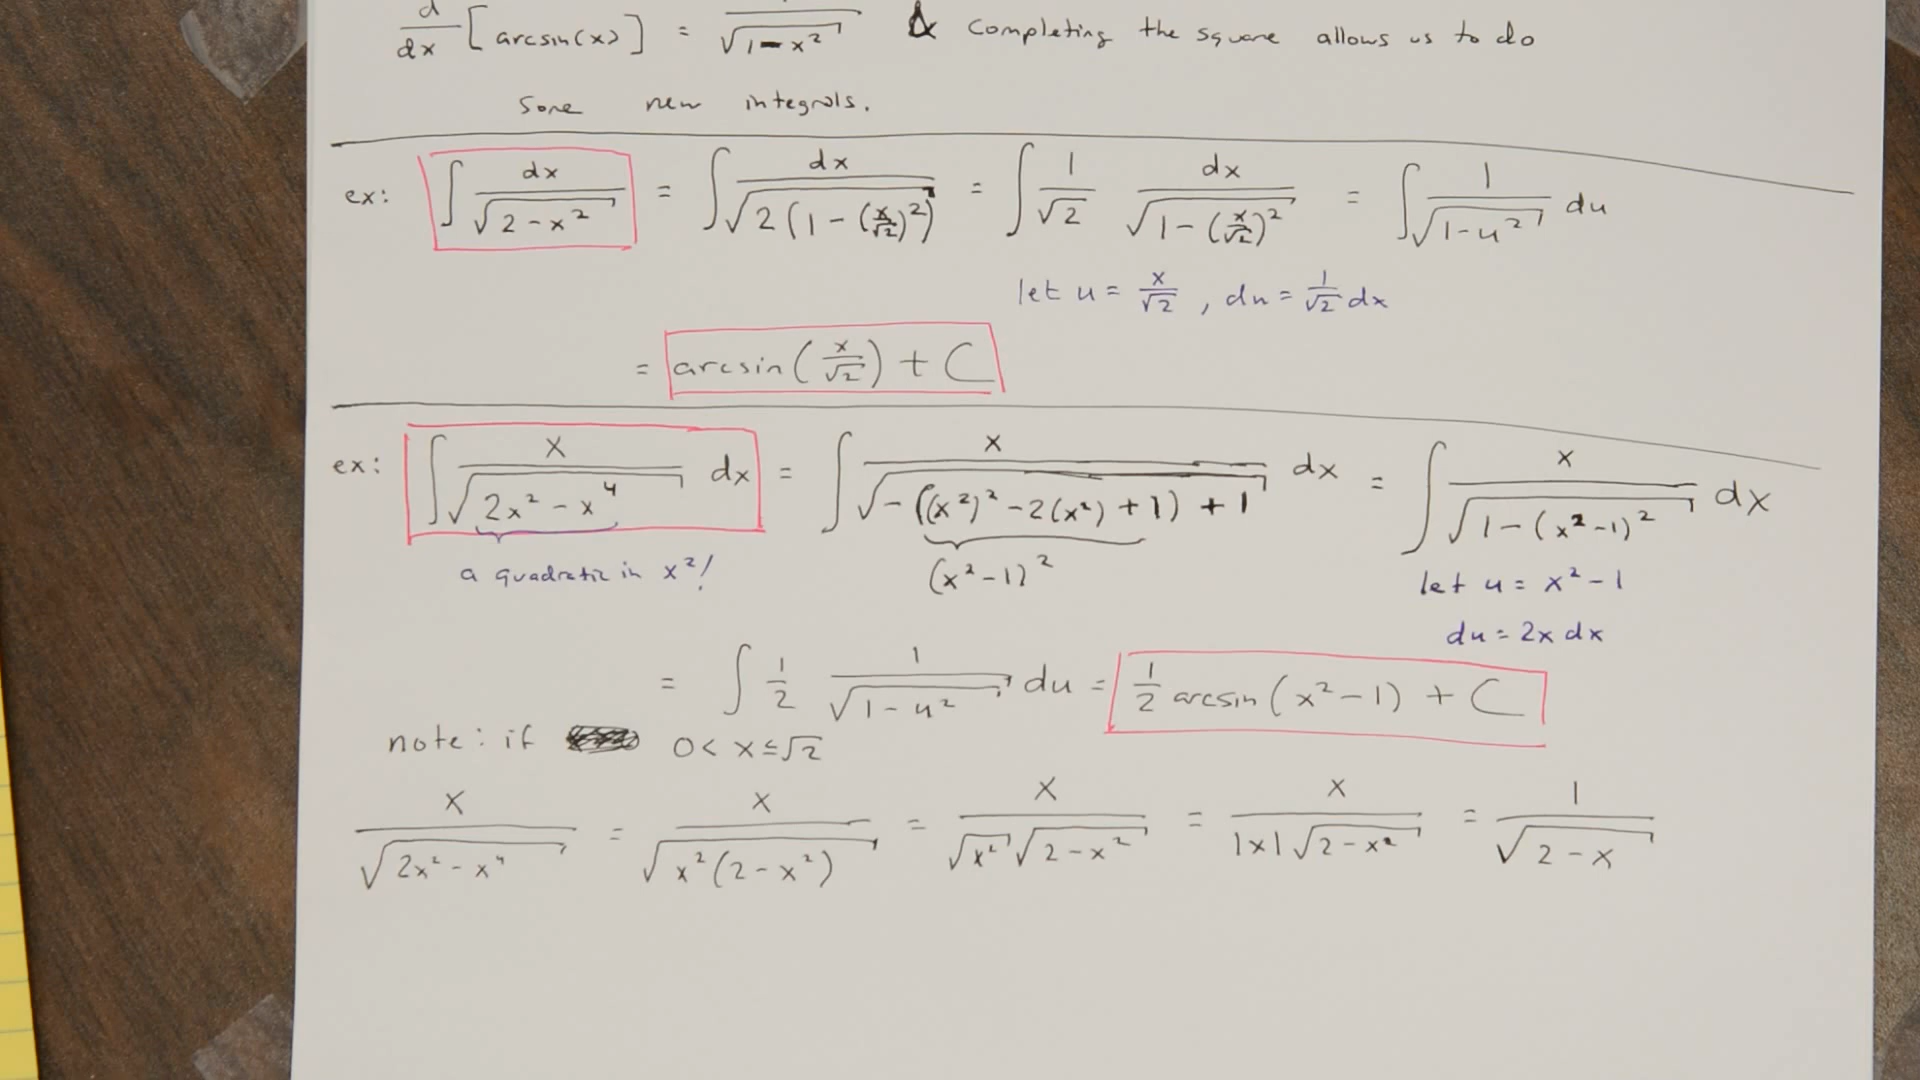 d/dx [arcsin(x)] = 1/√(1-x²) & completing the square allows us to do
some new integrals.
ex: ∫ dx/√(2-x²) = ∫ dx/√(2(1-(x/√2)²)) = ∫ 1/√2 dx/√(1-(x/√2)²) = ∫ 1/√(1-u²) du
let u = x/√2, du = 1/√2 dx
= arcsin(x/√2) + C
ex: ∫ x/√(2x²-x⁴) dx = ∫ x/√(-((x²)²-2(x²)+1)+1) dx = ∫ x/√(1-(x²-1)²) dx
a quadratic in x²! (x²-1)² let u = x²-1
du = 2x dx
= ∫ 1/2 1/√(1-u²) du = 1/2 arcsin(x²-1) + C
note: if 0 < x ≤ √2
x/√(2x²-x⁴) = x/√(x²(2-x²)) = x/(√x² √(2-x²)) = x/(|x|√(2-x²)) = 1/√(2-x)